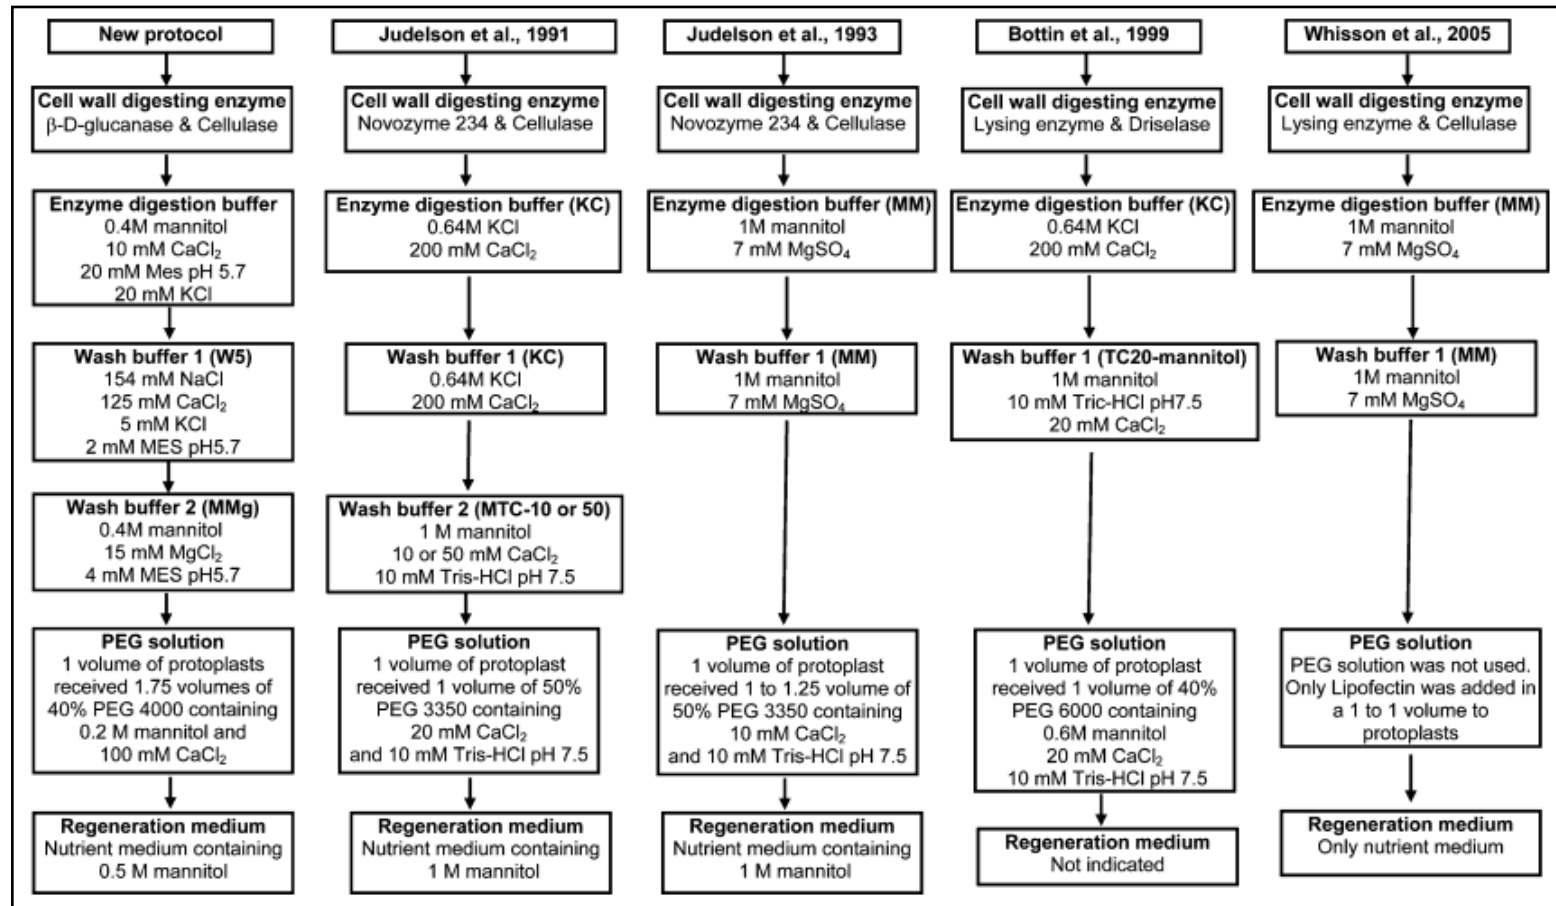 New protocol
Cell wall digesting enzyme
β-D-glucanase & Cellulase
Enzyme digestion buffer
0.4M mannitol
10 mM CaCl₂
20 mM Mes pH 5.7
20 mM KCl
Wash buffer 1 (W5)
154 mM NaCl
125 mM CaCl₂
5 mM KCl
2 mM MES pH5.7
Wash buffer 2 (MMg)
0.4M mannitol
15 mM MgCl₂
4 mM MES pH5.7
PEG solution
1 volume of protoplasts
received 1.75 volumes of
40% PEG 4000 containing
0.2 M mannitol and
100 mM CaCl₂
Regeneration medium
Nutrient medium containing
0.5 M mannitol
Judelson et al., 1991
Cell wall digesting enzyme
Novozyme 234 & Cellulase
Enzyme digestion buffer (KC)
0.64M KCl
200 mM CaCl₂
Wash buffer 1 (KC)
0.64M KCl
200 mM CaCl₂
Wash buffer 2 (MTC-10 or 50)
1 M mannitol
10 or 50 mM CaCl₂
10 mM Tris-HCl pH 7.5
PEG solution
1 volume of protoplast
received 1 volume of 50%
PEG 3350 containing
20 mM CaCl₂
and 10 mM Tris-HCl pH 7.5
Regeneration medium
Nutrient medium containing
1 M mannitol
Judelson et al., 1993
Cell wall digesting enzyme
Novozyme 234 & Cellulase
Enzyme digestion buffer (MM)
1M mannitol
7 mM MgSO₄
Wash buffer 1 (MM)
1M mannitol
7 mM MgSO₄
PEG solution
1 volume of protoplast
received 1 to 1.25 volume of
50% PEG 3350 containing
10 mM CaCl₂
and 10 mM Tris-HCl pH 7.5
Regeneration medium
Nutrient medium containing
1 M mannitol
Bottin et al., 1999
Cell wall digesting enzyme
Lysing enzyme & Driselase
Enzyme digestion buffer (KC)
0.64M KCl
200 mM CaCl₂
Wash buffer 1 (TC20-mannitol)
1M mannitol
10 mM Tric-HCl pH7.5
20 mM CaCl₂
PEG solution
1 volume of protoplast
received 1 volume of 40%
PEG 6000 containing
0.6M mannitol
20 mM CaCl₂
10 mM Tris-HCl pH 7.5
Regeneration medium
Not indicated
Whisson et al., 2005
Cell wall digesting enzyme
Lysing enzyme & Cellulase
Enzyme digestion buffer (MM)
1M mannitol
7 mM MgSO₄
Wash buffer 1 (MM)
1M mannitol
7 mM MgSO₄
PEG solution
PEG solution was not used.
Only Lipofectin was added in
a 1 to 1 volume to
protoplasts
Regeneration medium
Only nutrient medium